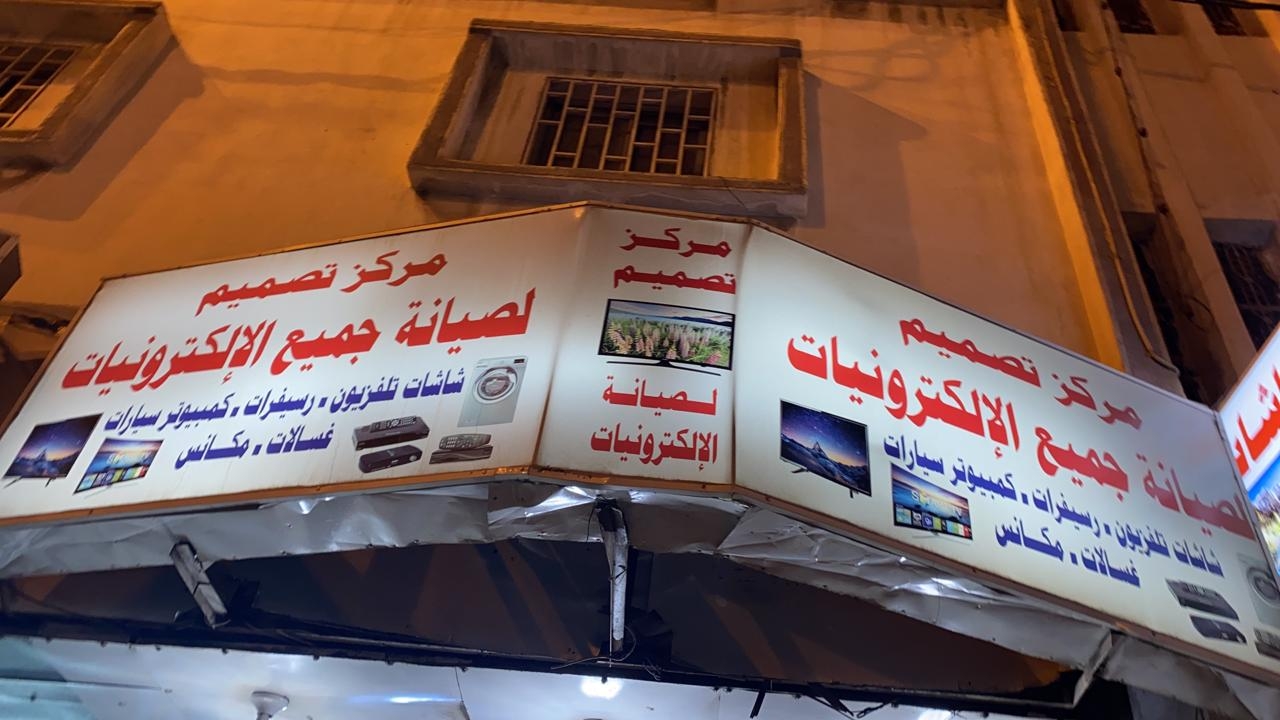 مركز تصميم
لصيانة جميع الإلكترونيات
شاشات تلفزيون . رسيفرات . كمبيوتر سيارات
غسالات . مكانس
مركز
تصميم
لصيانة
الإلكترونيات
مركز تصميم
لصيانة جميع الإلكترونيات
شاشات تلفزيون . رسيفرات . كمبيوتر سيارات
غسالات . مكانس